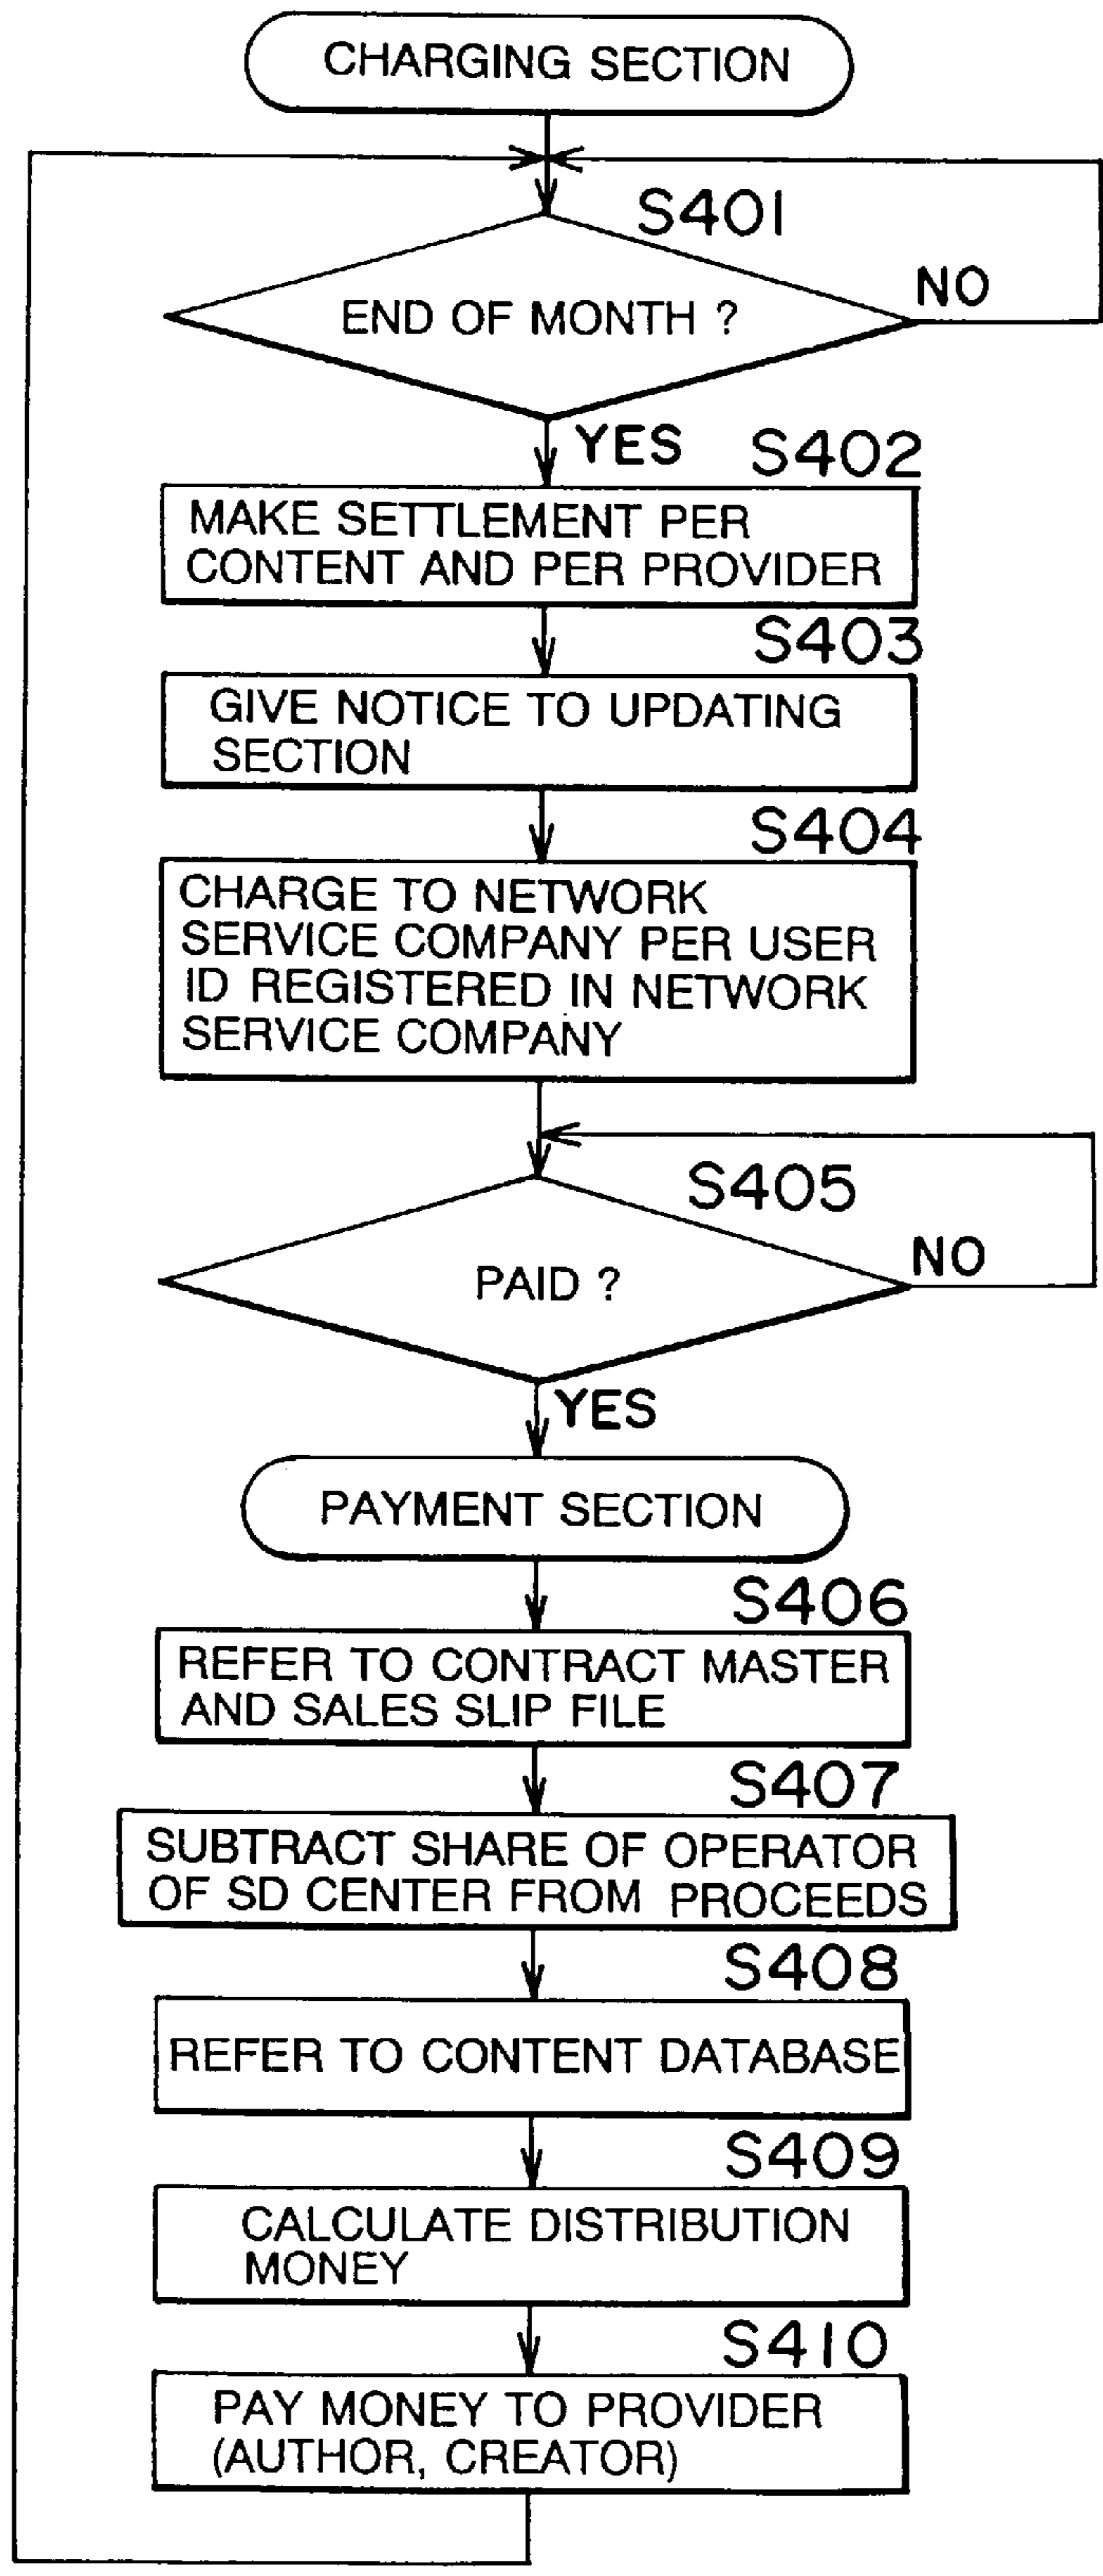 CHARGING SECTION
S401
END OF MONTH ?
NO
YES
S402
MAKE SETTLEMENT PER
CONTENT AND PER PROVIDER
S403
GIVE NOTICE TO UPDATING
SECTION
S404
CHARGE TO NETWORK
SERVICE COMPANY PER USER
ID REGISTERED IN NETWORK
SERVICE COMPANY
S405
PAID ?
NO
YES
PAYMENT SECTION
S406
REFER TO CONTRACT MASTER
AND SALES SLIP FILE
S407
SUBTRACT SHARE OF OPERATOR
OF SD CENTER FROM PROCEEDS
S408
REFER TO CONTENT DATABASE
S409
CALCULATE DISTRIBUTION
MONEY
S410
PAY MONEY TO PROVIDER
(AUTHOR, CREATOR)